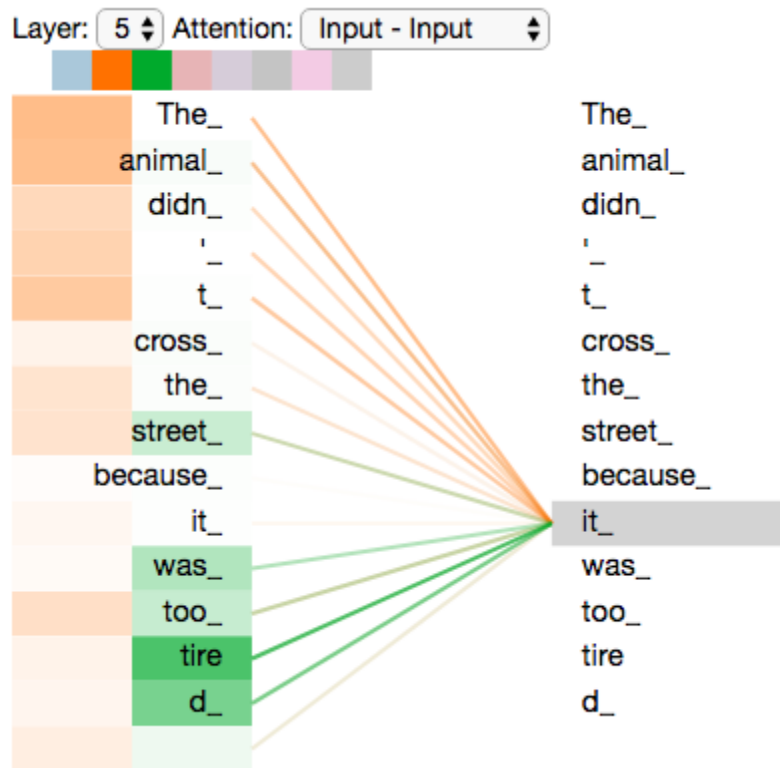 Layer: 5 Attention: Input - Input
The_ The_
animal_ animal_
didn_ didn_
'_ '_
t_ t_
cross_ cross_
the_ the_
street_ street_
because_ because_
it_ it_
was_ was_
too_ too_
tire tire
d_ d_